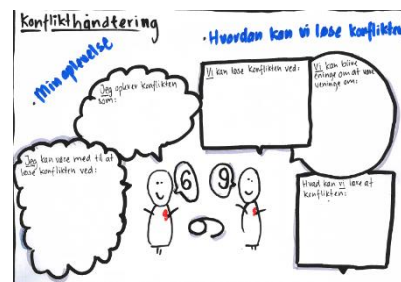 Konflikthåndtering
• Min oplevelse
• Hvordan kan vi løse konflikten
Jeg oplever konflikten
som:
Vi kan løse konflikten ved:
Vi kan blive
enige om at være
uenige om:
Jeg kan være med til at
løse konflikten ved:
6
9
Hvad kan vi lære af
konflikten: